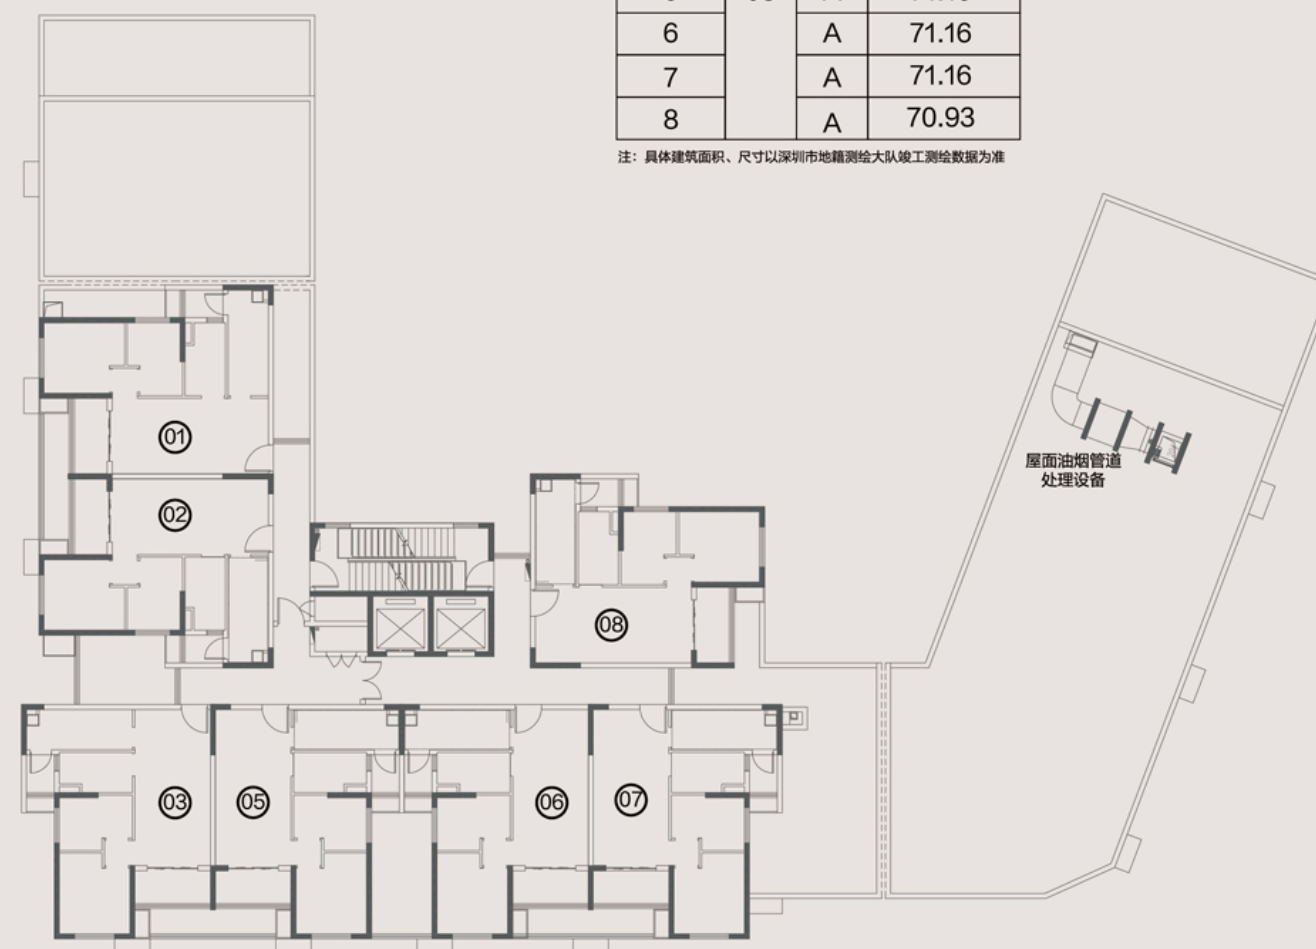 6 A 71.16
7 A 71.16
8 A 70.93
注：具体建筑面积、尺寸以深圳市地籍测绘大队竣工测绘数据为准
屋面油烟管道
处理设备
01
02
08
03 05 06 07